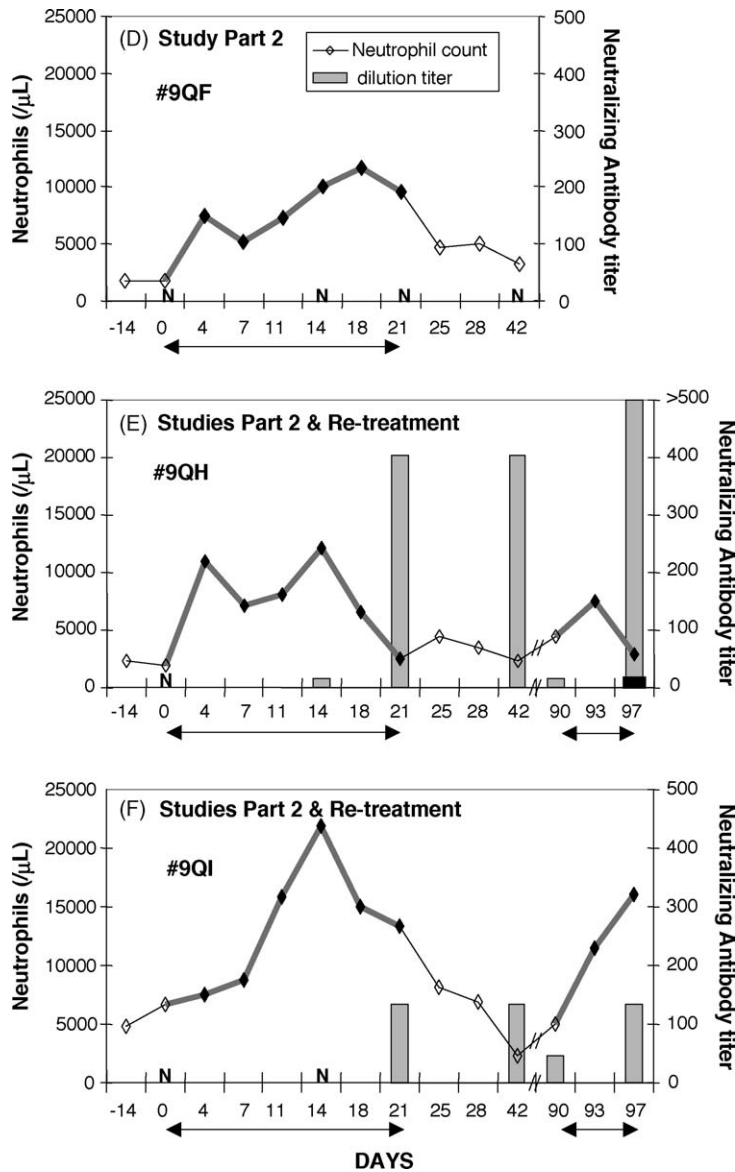 (D) Study Part 2
#9QF
Neutrophil count
dilution titer
Neutrophils (/μL)
25000
20000
15000
10000
5000
0
500
400
300
200
100
0
Neutralizing Antibody titer
N N N N
-14 0 4 7 11 14 18 21 25 28 42
(E) Studies Part 2 & Re-treatment
#9QH
Neutrophils (/μL)
25000
20000
15000
10000
5000
0
>500
400
300
200
100
0
Neutralizing Antibody titer
N
-14 0 4 7 11 14 18 21 25 28 42 90 93 97
(F) Studies Part 2 & Re-treatment
#9QI
Neutrophils (/μL)
25000
20000
15000
10000
5000
0
500
400
300
200
100
0
Neutralizing Antibody titer
N N
-14 0 4 7 11 14 18 21 25 28 42 90 93 97
DAYS